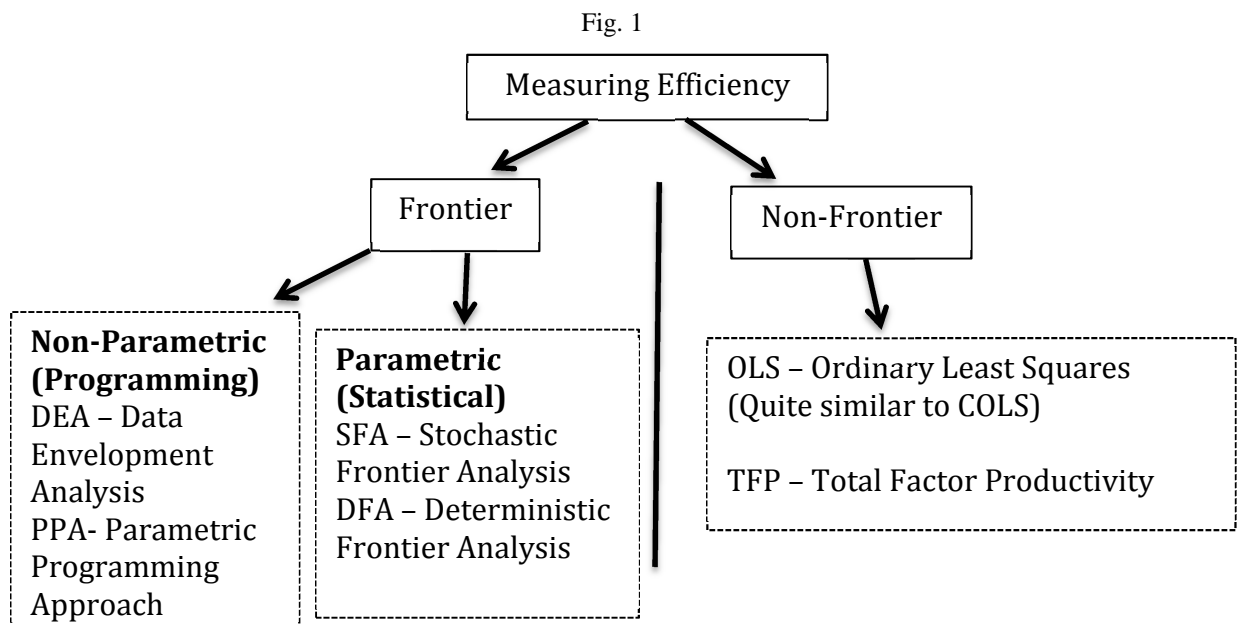 Fig. 1
Measuring Efficiency
Frontier
Non-Frontier
Non-Parametric
(Programming)
DEA – Data
Envelopment
Analysis
PPA- Parametric
Programming
Approach
Parametric
(Statistical)
SFA – Stochastic
Frontier Analysis
DFA – Deterministic
Frontier Analysis
OLS – Ordinary Least Squares
(Quite similar to COLS)
TFP – Total Factor Productivity